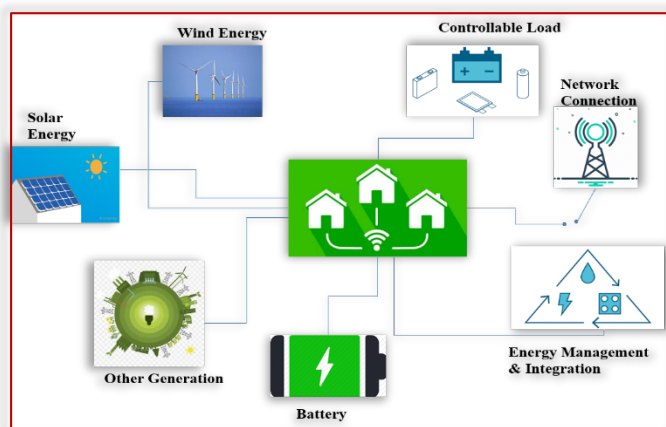 Wind Energy
Controllable Load
Network
Connection
Solar
Energy
Other Generation
Battery
Energy Management
& Integration